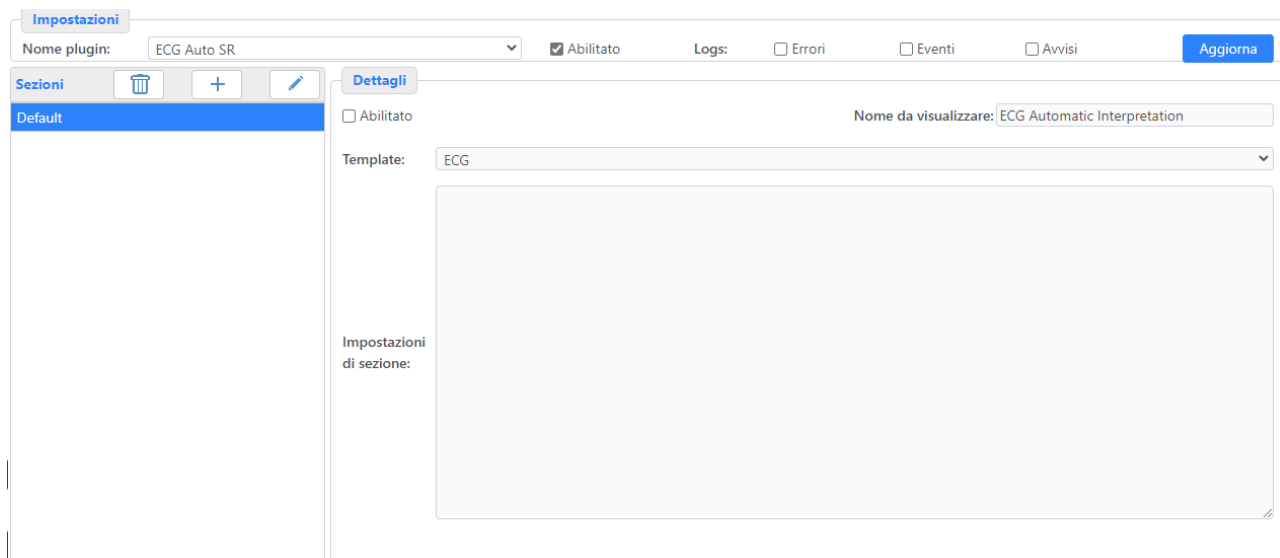 Impostazioni
Nome plugin: ECG Auto SR Abilitato Logs: Errori Eventi Avvisi Aggiorna
Sezioni
Default
Dettagli
Abilitato Nome da visualizzare: ECG Automatic Interpretation
Template: ECG
Impostazioni
di sezione: